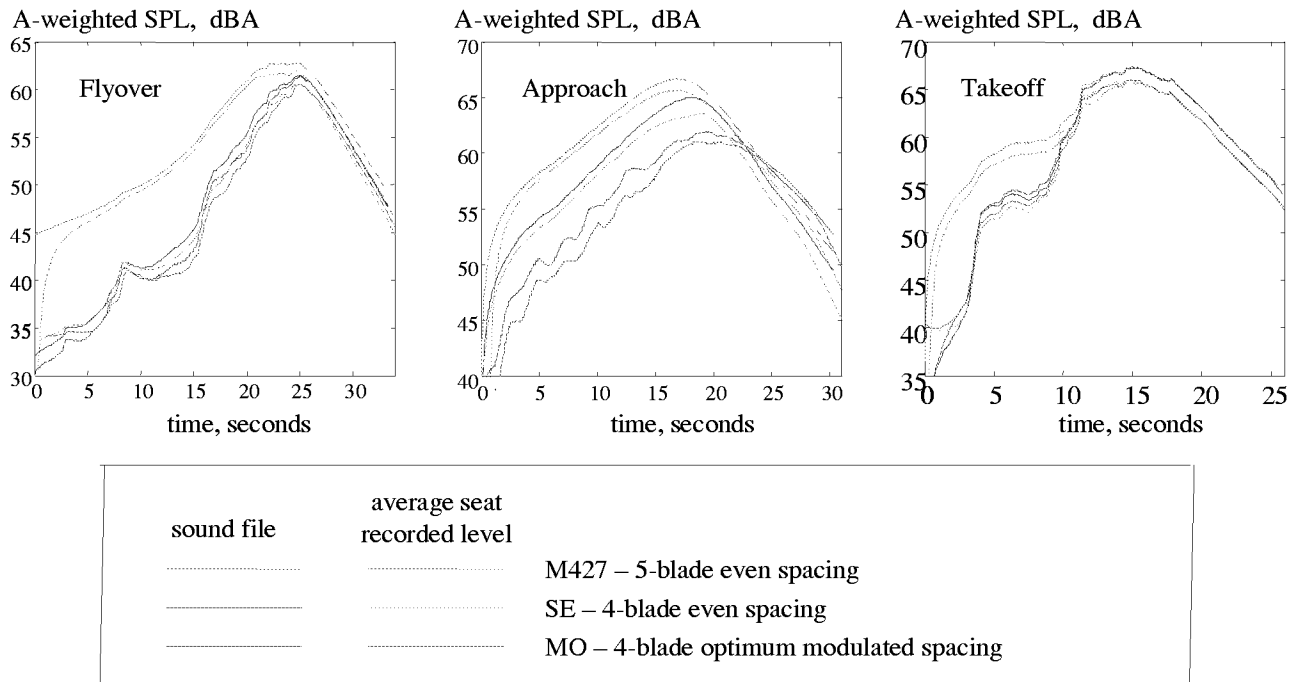 A-weighted SPL, dBA
65
60
55
50
45
40
35
30
Flyover
0 5 10 15 20 25 30
time, seconds
A-weighted SPL, dBA
70
65
60
55
50
45
40
Approach
0 5 10 15 20 25 30
time, seconds
A-weighted SPL, dBA
70
65
60
55
50
45
40
35
Takeoff
0 5 10 15 20 25
time, seconds
sound file
average seat
recorded level
M427 – 5-blade even spacing
SE – 4-blade even spacing
MO – 4-blade optimum modulated spacing